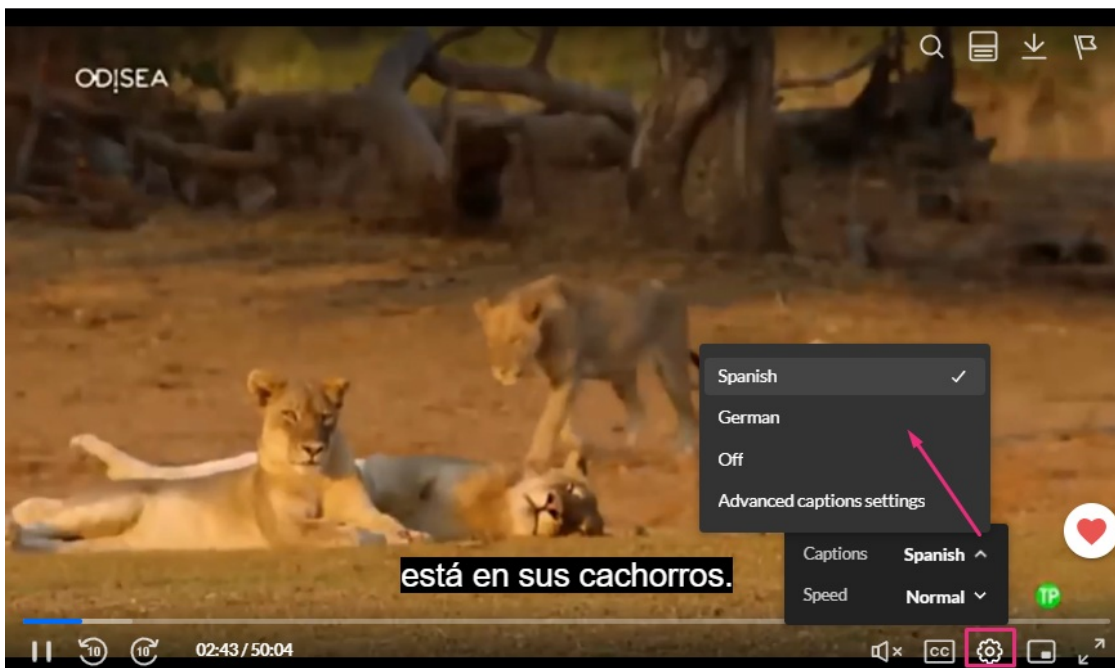 ODISEA
Spanish
German
Off
Advanced captions settings
Captions Spanish
Speed Normal
está en sus cachorros.
TP
10 10 02:43 / 50:04 CC